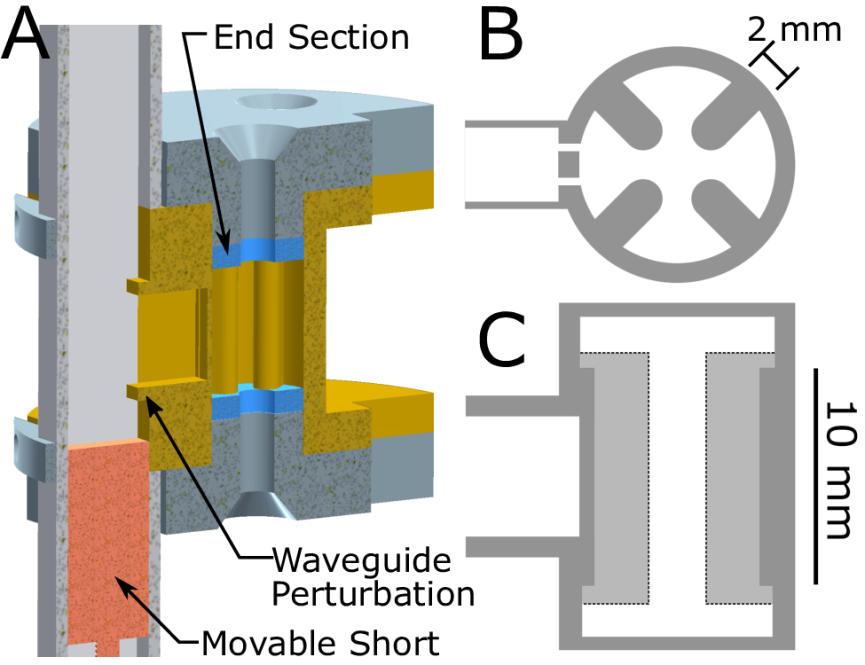 A
End Section
B
2 mm
C
10 mm
Waveguide
Perturbation
Movable Short